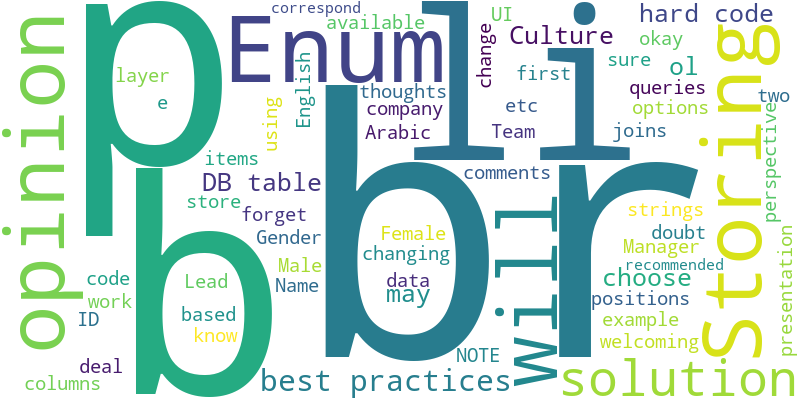 correspond
available
UI
hard code
p
Enum
li
change
Culture
okay
opinion
layer
e
English
thoughts
first
sure
ol
Storing
using
company
etc
queries
two
options
Arabic
Team
joins
perspective
items
DB table
comments
b
br
store
forget
will
strings
Gender
Female
doubt
changing
Manager
Male
recommended
code
Lead
Name
data
choose
work
may
positions
ID
based
example
presentation
know
welcoming
NOTE
deal
columns
best practices
solution